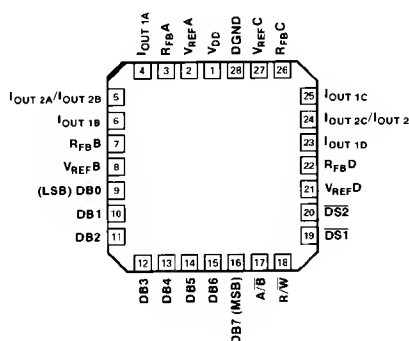 IOUT 1A
RFBA
VREFA
VDD
DGND
VREFC
RFBC
4 3 2 1 28 27 26
IOUT 2A/IOUT 2B 5
IOUT 1B 6
RFBB 7
VREFB 8
(LSB) DB0 9
DB1 10
DB2 11
25 IOUT 1C
24 IOUT 2C/IOUT 2
23 IOUT 1D
22 RFBD
21 VREFD
20 DS2
19 DS1
12 13 14 15 16 17 18
DB3
DB4
DB5
DB6
DB7 (MSB)
A/B
R/W